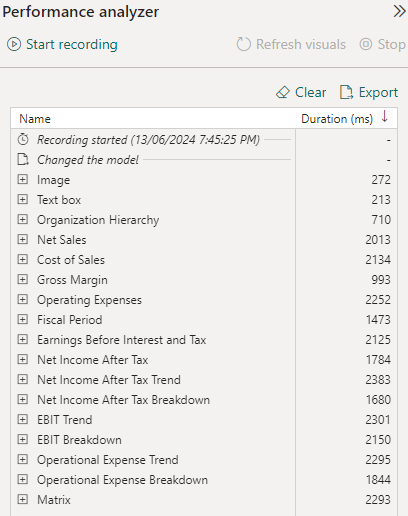 Performance analyzer
Start recording Refresh visuals Stop
Clear Export
Name Duration (ms)
Recording started (13/06/2024 7:45:25 PM) -
Changed the model -
Image 272
Text box 213
Organization Hierarchy 710
Net Sales 2013
Cost of Sales 2134
Gross Margin 993
Operating Expenses 2252
Fiscal Period 1473
Earnings Before Interest and Tax 2125
Net Income After Tax 1784
Net Income After Tax Trend 2383
Net Income After Tax Breakdown 1680
EBIT Trend 2301
EBIT Breakdown 2150
Operational Expense Trend 2295
Operational Expense Breakdown 1844
Matrix 2293